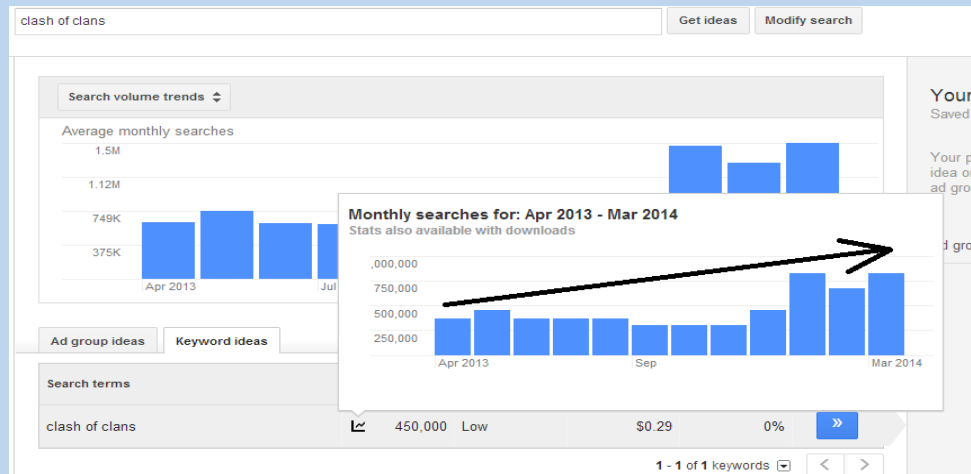 clash of clans
Get ideas
Modify search
Search volume trends
Your
Saved
Average monthly searches
1.5M
1.12M
749K
375K
Apr 2013
Jul
Your p
idea o
ad gro
d gro
Monthly searches for: Apr 2013 - Mar 2014
Stats also available with downloads
,000,000
750,000
500,000
250,000
Apr 2013
Sep
Mar 2014
Ad group ideas
Keyword ideas
Search terms
clash of clans 450,000 Low $0.29 0% »
1 - 1 of 1 keywords